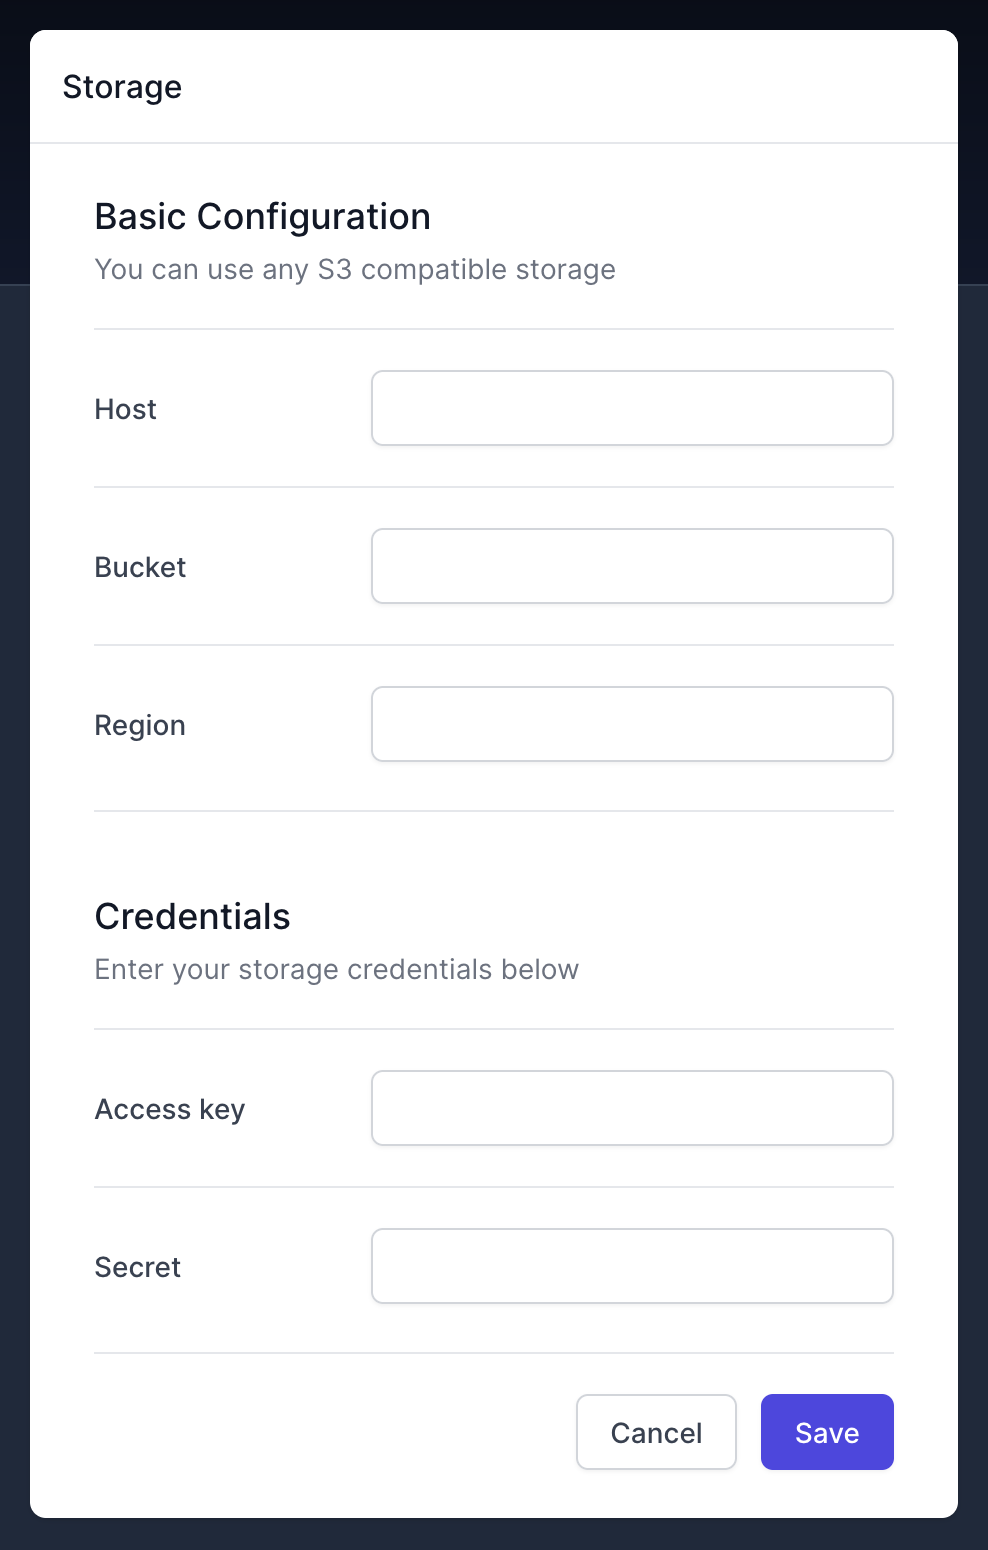 Storage
Basic Configuration
You can use any S3 compatible storage
Host
Bucket
Region
Credentials
Enter your storage credentials below
Access key
Secret
Cancel
Save